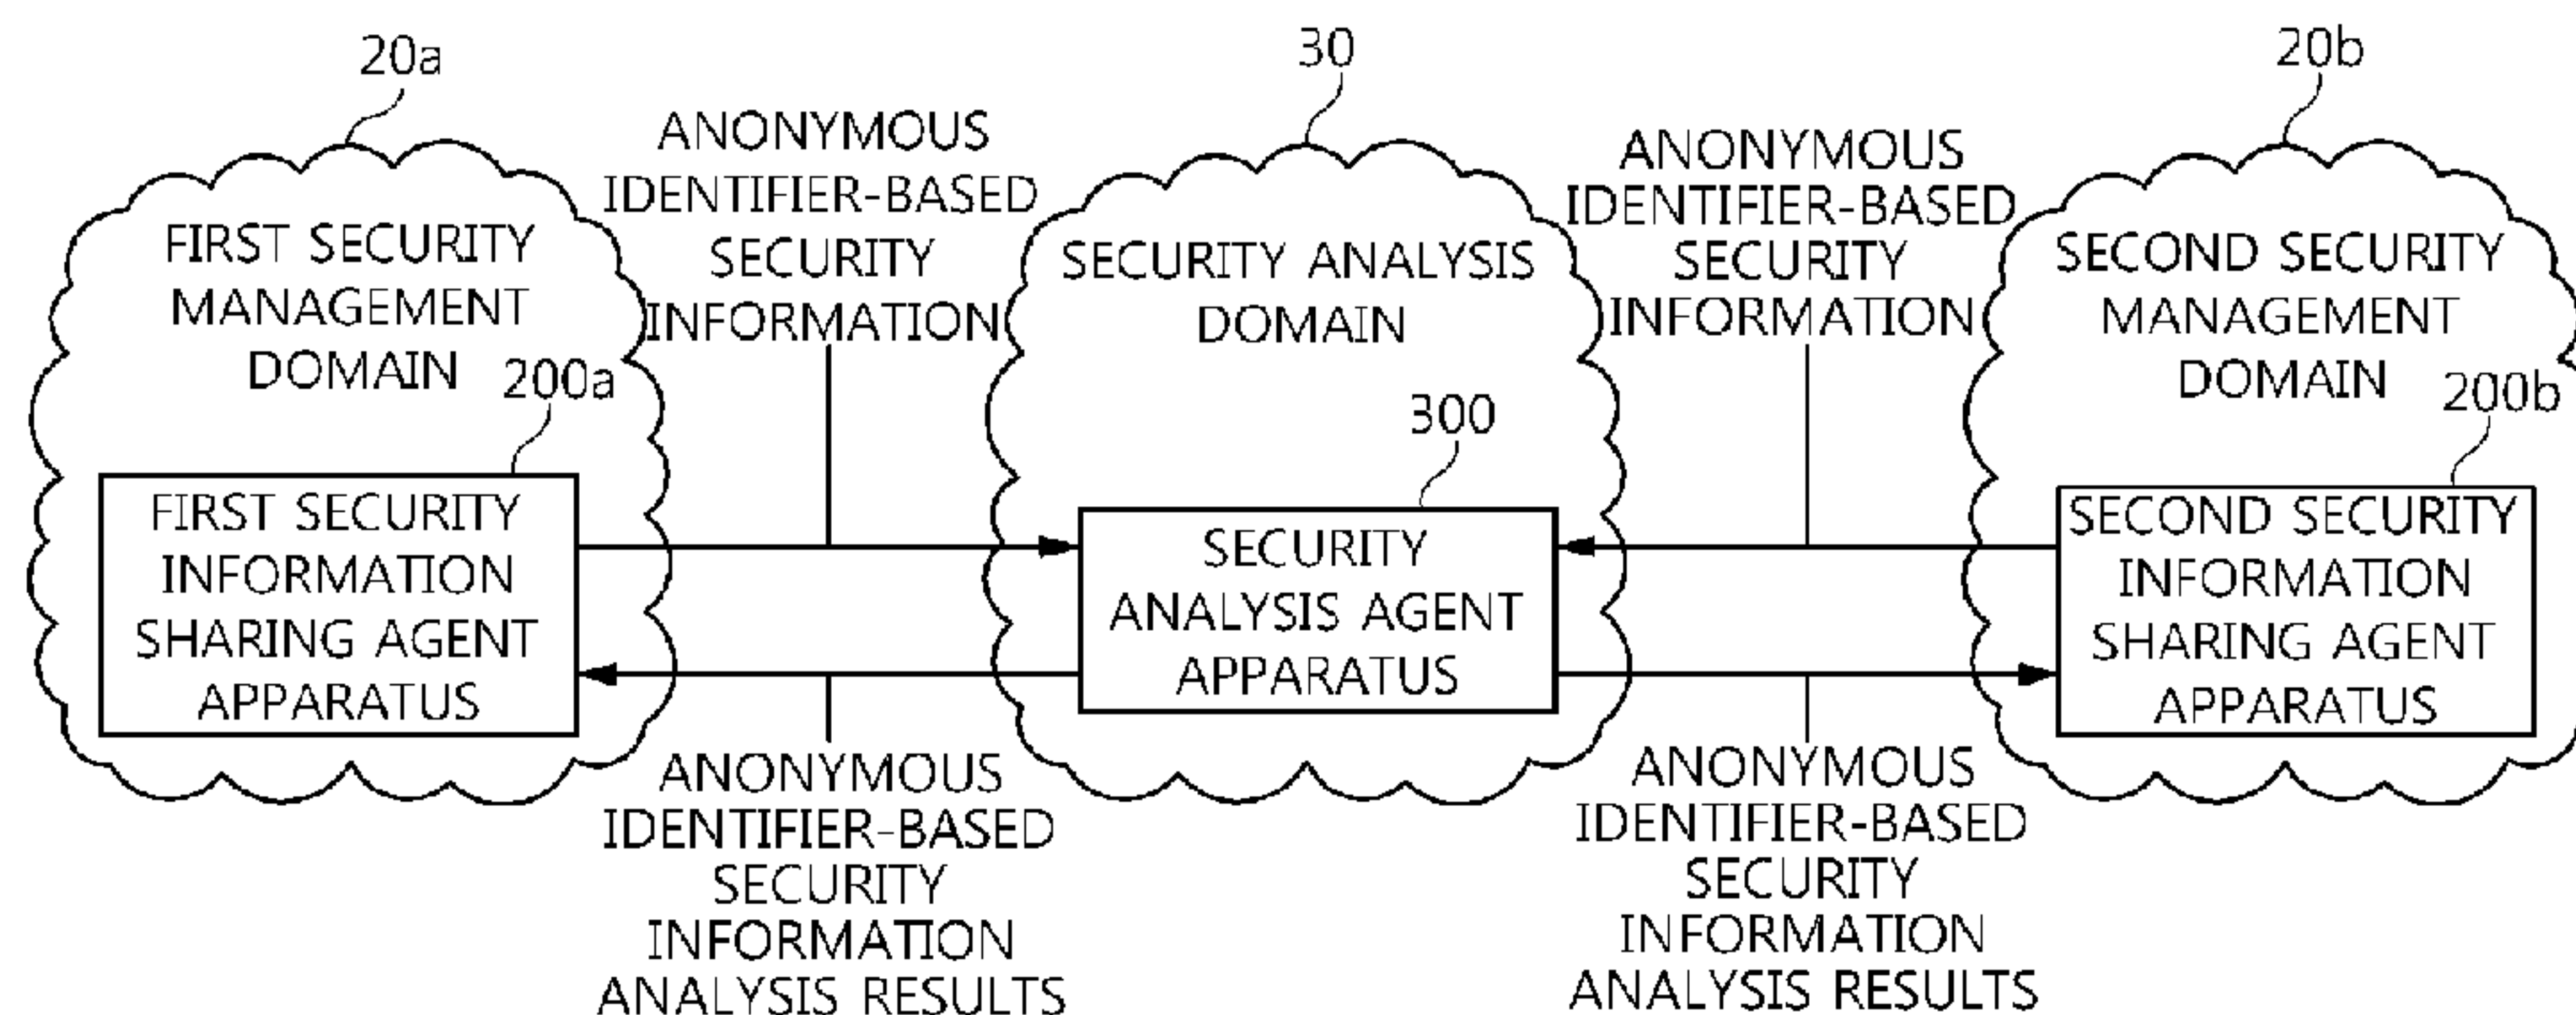 20a
30
20b
FIRST SECURITY
MANAGEMENT
DOMAIN
200a
FIRST SECURITY
INFORMATION
SHARING AGENT
APPARATUS
ANONYMOUS
IDENTIFIER-BASED
SECURITY
INFORMATION
ANONYMOUS
IDENTIFIER-BASED
SECURITY
INFORMATION
ANALYSIS RESULTS
SECURITY ANALYSIS
DOMAIN
300
SECURITY
ANALYSIS AGENT
APPARATUS
ANONYMOUS
IDENTIFIER-BASED
SECURITY
INFORMATION
ANONYMOUS
IDENTIFIER-BASED
SECURITY
INFORMATION
ANALYSIS RESULTS
SECOND SECURITY
MANAGEMENT
DOMAIN
200b
SECOND SECURITY
INFORMATION
SHARING AGENT
APPARATUS